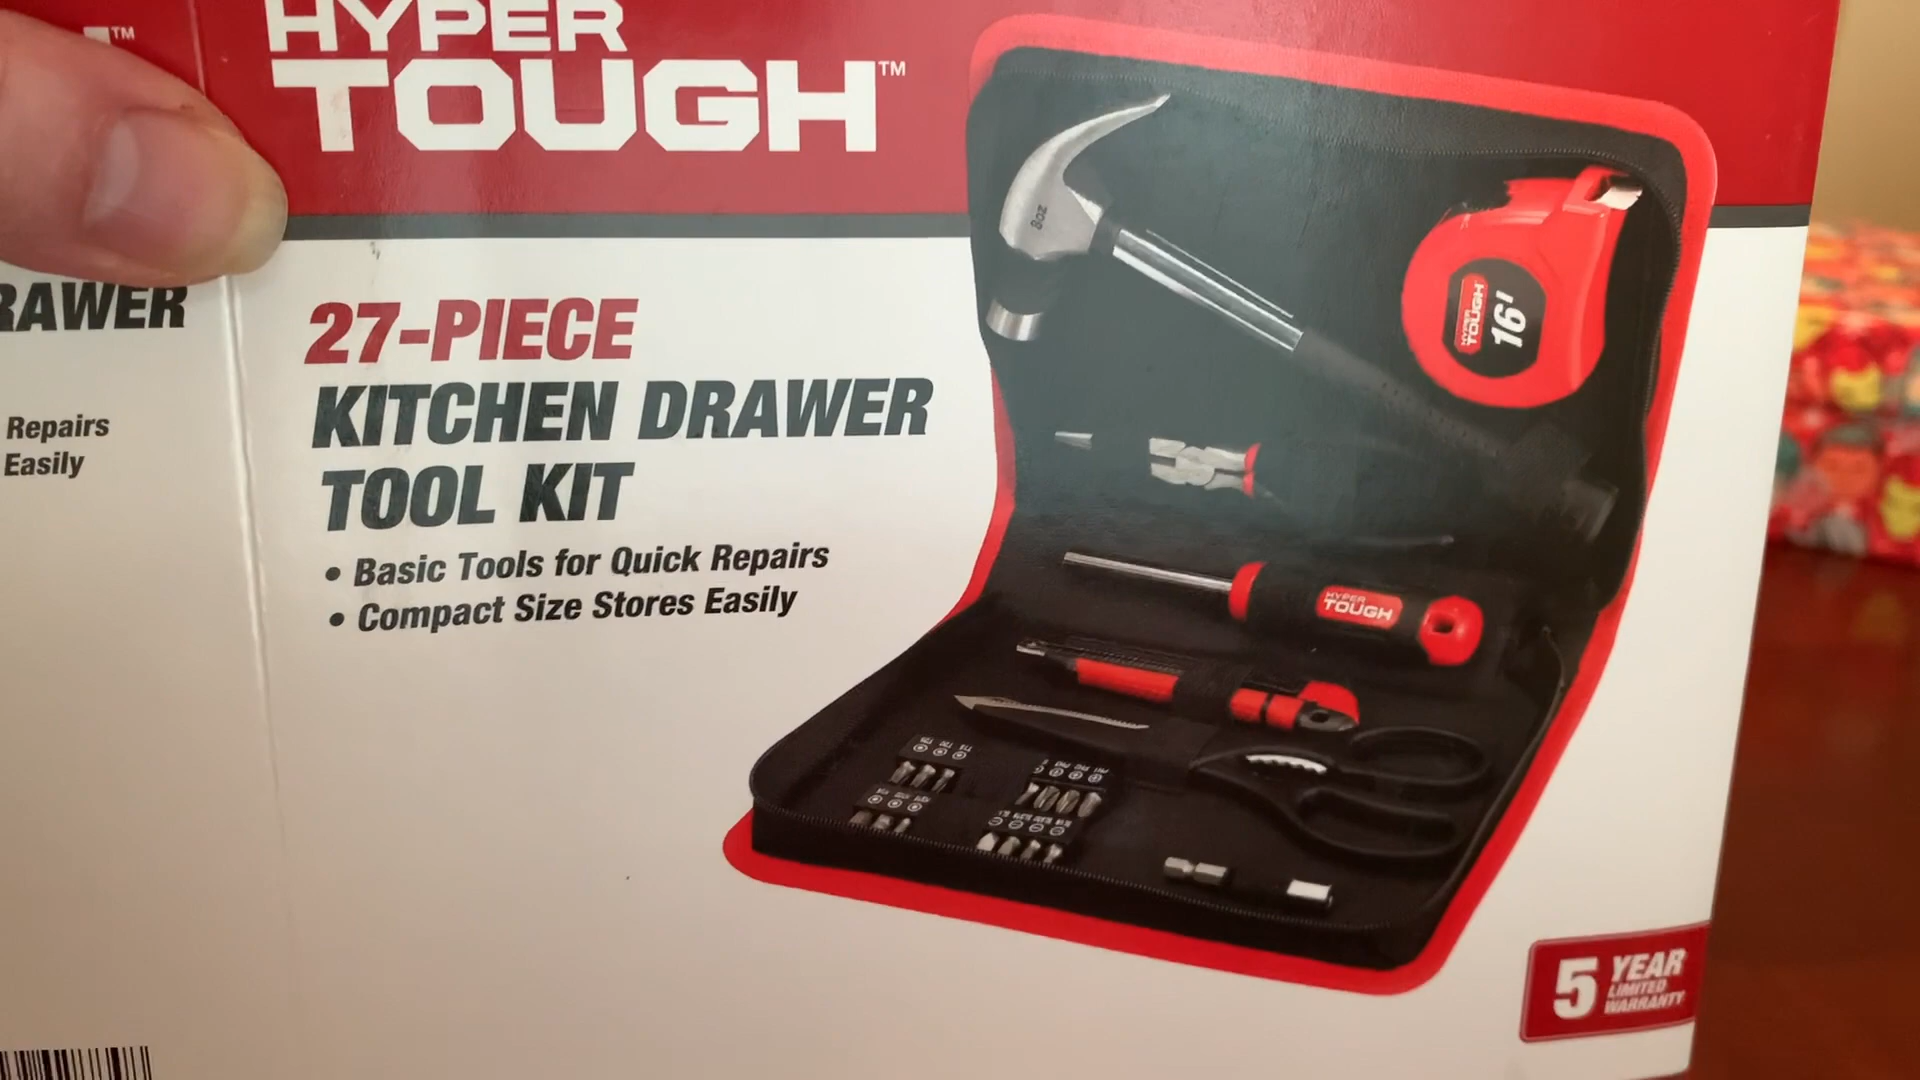 HYPER
TOUGH™
27-PIECE
KITCHEN DRAWER
TOOL KIT
• Basic Tools for Quick Repairs
• Compact Size Stores Easily
™
RAWER
Repairs
Easily
8oz
HYPER
TOUGH
16'
HYPER
TOUGH
5 YEAR
LIMITED
WARRANTY